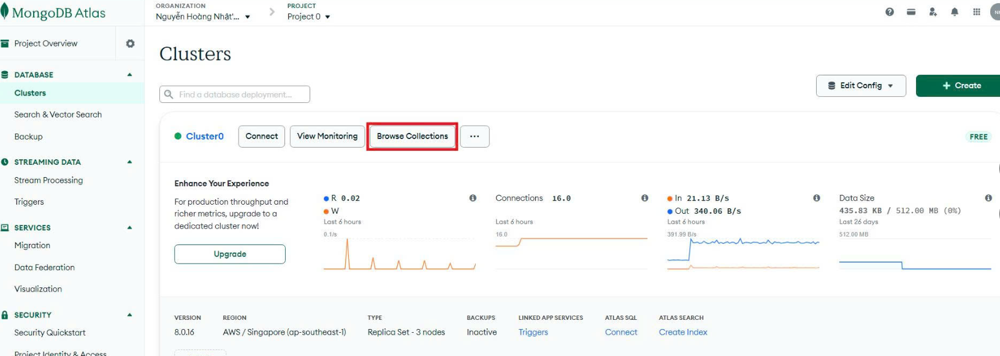 MongoDB Atlas
ORGANIZATION
Nguyễn Hoàng Nhật'...
PROJECT
Project 0
Project Overview
DATABASE
Clusters
Search & Vector Search
Backup
STREAMING DATA
Stream Processing
Triggers
SERVICES
Migration
Data Federation
Visualization
SECURITY
Security Quickstart
Project Identity & Access
Clusters
Find a database deployment...
Edit Config
+ Create
Cluster0
Connect
View Monitoring
Browse Collections
...
FREE
Enhance Your Experience
For production throughput and
richer metrics, upgrade to a
dedicated cluster now!
Upgrade
R 0.02
W
Last 6 hours
0.1/s
Connections 16.0
Last 6 hours
16.0
In 21.13 B/s
Out 340.06 B/s
Last 6 hours
391.99 B/s
Data Size
435.83 KB / 512.00 MB (0%)
Last 26 days
512.00 MB
VERSION
8.0.16
REGION
AWS / Singapore (ap-southeast-1)
TYPE
Replica Set - 3 nodes
BACKUPS
Inactive
LINKED APP SERVICES
Triggers
ATLAS SQL
Connect
ATLAS SEARCH
Create Index